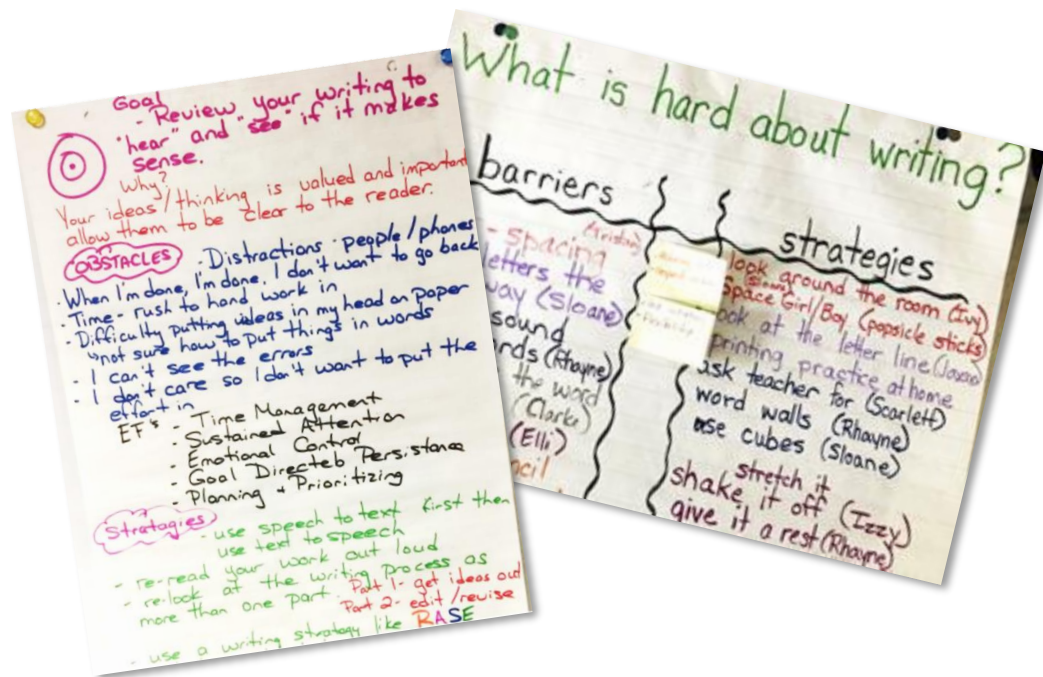 Goal
- Review your writing to
"hear" and "see" if it makes
sense.
Why?
Your ideas/thinking is valued and important
allow them to be clear to the reader.
OBSTACLES - Distractions - people/phones
- When I'm done, I'm done. I don't want to go back
- Time - rush to hand work in
- Difficulty putting ideas in my head on paper
not sure how to put things in words
- I can't see the errors
- I don't care so I don't want to put the
effort in
EF's - Time Management
- Sustained Attention
- Emotional Control
- Goal Directed Persistance
- Planning + Prioritizing
Stratagies - use speech to text first then
use text to speech
- re-read your work out loud
- re-look at the writing process as
more than one part. Part 1- get ideas out
Part 2- edit/revise
- use a writing strategy like RASE
What is hard about writing?
barriers
- spacing
letters the
way (Sloane)
sound
rds (Rhayne)
the word
(Clarke)
(Elli)
ncil
strategies
look around the room (Ivy)
Space Girl/Boy (popsicle sticks)
look at the letter line
printing practice at home
ask teacher for (Scarlett)
word walls (Rhayne)
use cubes (Sloane)
stretch it
shake it off (Izzy)
give it a rest (Rhayne)